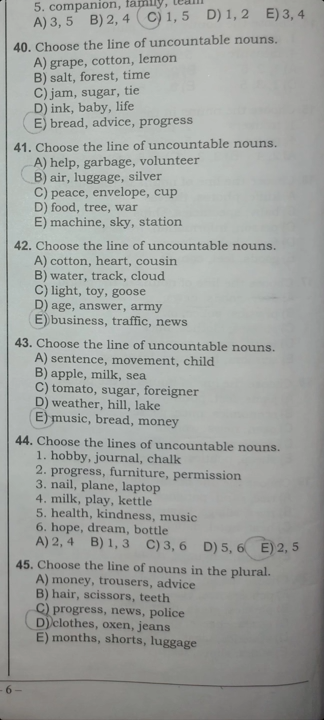 5. companion, family, team
A) 3, 5 B) 2, 4 C) 1, 5 D) 1, 2 E) 3, 4
40. Choose the line of uncountable nouns.
A) grape, cotton, lemon
B) salt, forest, time
C) jam, sugar, tie
D) ink, baby, life
E) bread, advice, progress
41. Choose the line of uncountable nouns.
A) help, garbage, volunteer
B) air, luggage, silver
C) peace, envelope, cup
D) food, tree, war
E) machine, sky, station
42. Choose the line of uncountable nouns.
A) cotton, heart, cousin
B) water, track, cloud
C) light, toy, goose
D) age, answer, army
E) business, traffic, news
43. Choose the line of uncountable nouns.
A) sentence, movement, child
B) apple, milk, sea
C) tomato, sugar, foreigner
D) weather, hill, lake
E) music, bread, money
44. Choose the lines of uncountable nouns.
1. hobby, journal, chalk
2. progress, furniture, permission
3. nail, plane, laptop
4. milk, play, kettle
5. health, kindness, music
6. hope, dream, bottle
A) 2, 4 B) 1, 3 C) 3, 6 D) 5, 6 E) 2, 5
45. Choose the line of nouns in the plural.
A) money, trousers, advice
B) hair, scissors, teeth
C) progress, news, police
D) clothes, oxen, jeans
E) months, shorts, luggage
- 6 –